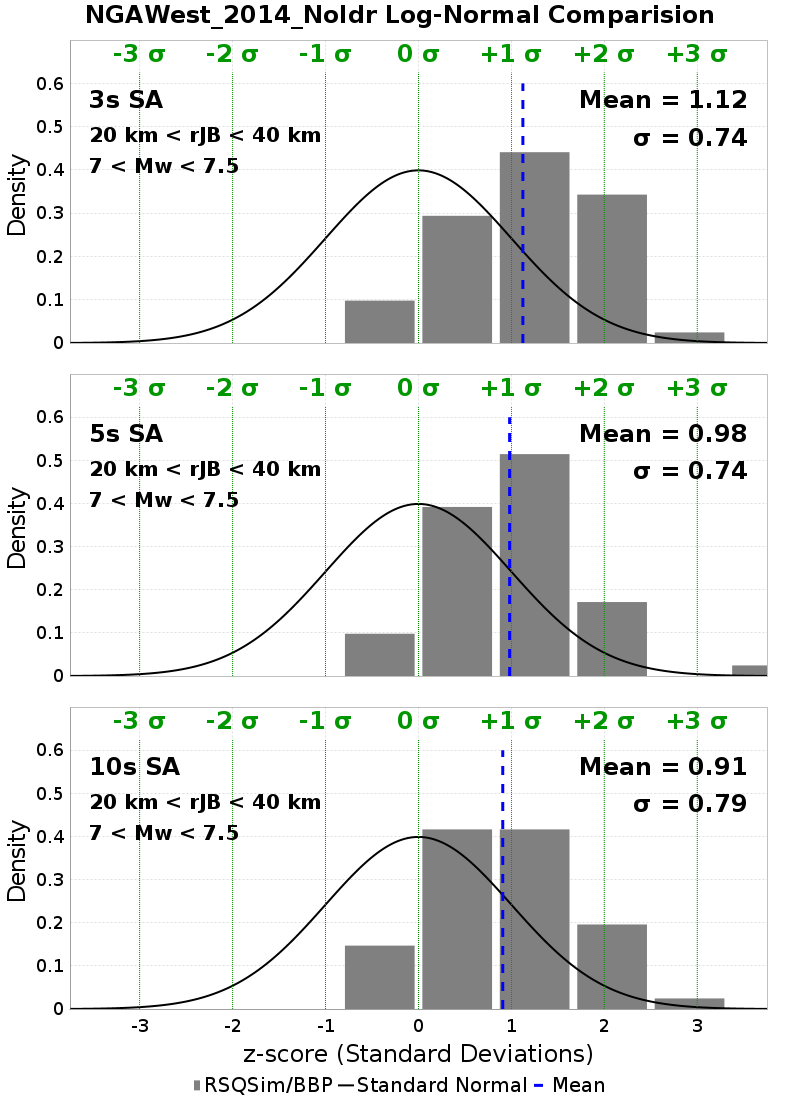 NGAWest_2014_NoIdr Log-Normal Comparision
-3 σ -2 σ -1 σ 0 σ +1 σ +2 σ +3 σ
3s SA
20 km < rJB < 40 km
7 < Mw < 7.5
Mean = 1.12
σ = 0.74
Density
0.6
0.5
0.4
0.3
0.2
0.1
0
-3 σ -2 σ -1 σ 0 σ +1 σ +2 σ +3 σ
5s SA
20 km < rJB < 40 km
7 < Mw < 7.5
Mean = 0.98
σ = 0.74
Density
0.6
0.5
0.4
0.3
0.2
0.1
0
-3 σ -2 σ -1 σ 0 σ +1 σ +2 σ +3 σ
10s SA
20 km < rJB < 40 km
7 < Mw < 7.5
Mean = 0.91
σ = 0.79
Density
0.6
0.5
0.4
0.3
0.2
0.1
0
-3 -2 -1 0 1 2 3
z-score (Standard Deviations)
RSQSim/BBP Standard Normal Mean